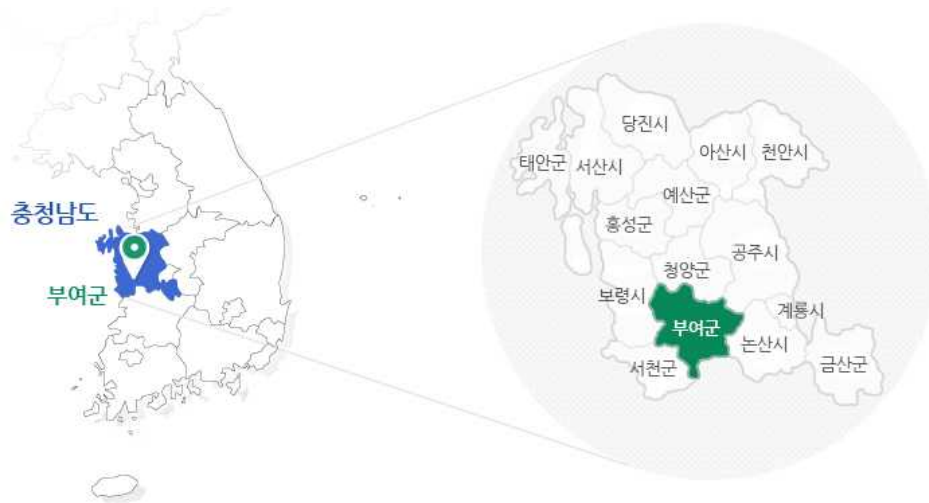 충청남도
부여군
당진시
아산시
천안시
태안군
서산시
예산군
홍성군
공주시
청양군
보령시
계룡시
부여군
논산시
서천군
금산군